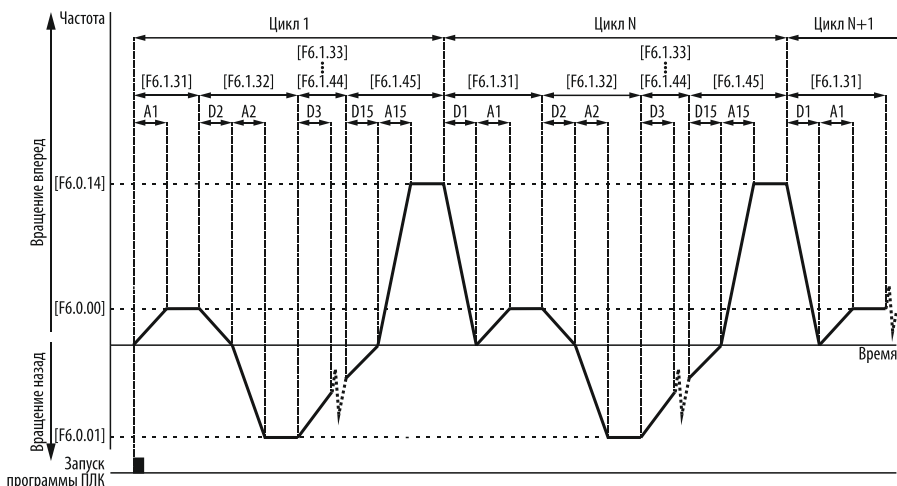 Частота
Цикл 1
Цикл N
Цикл N+1
[F6.1.33]
[F6.1.33]
[F6.1.31]
[F6.1.32]
[F6.1.44]
[F6.1.45]
[F6.1.31]
[F6.1.32]
[F6.1.44]
[F6.1.45]
[F6.1.31]
A1
D2
A2
D3
D15
A15
D1
A1
D2
A2
D3
D15
A15
D1
A1
Вращение вперед
[F6.0.14]
[F6.0.00]
Время
Вращение назад
[F6.0.01]
Запуск
программы ПЛК